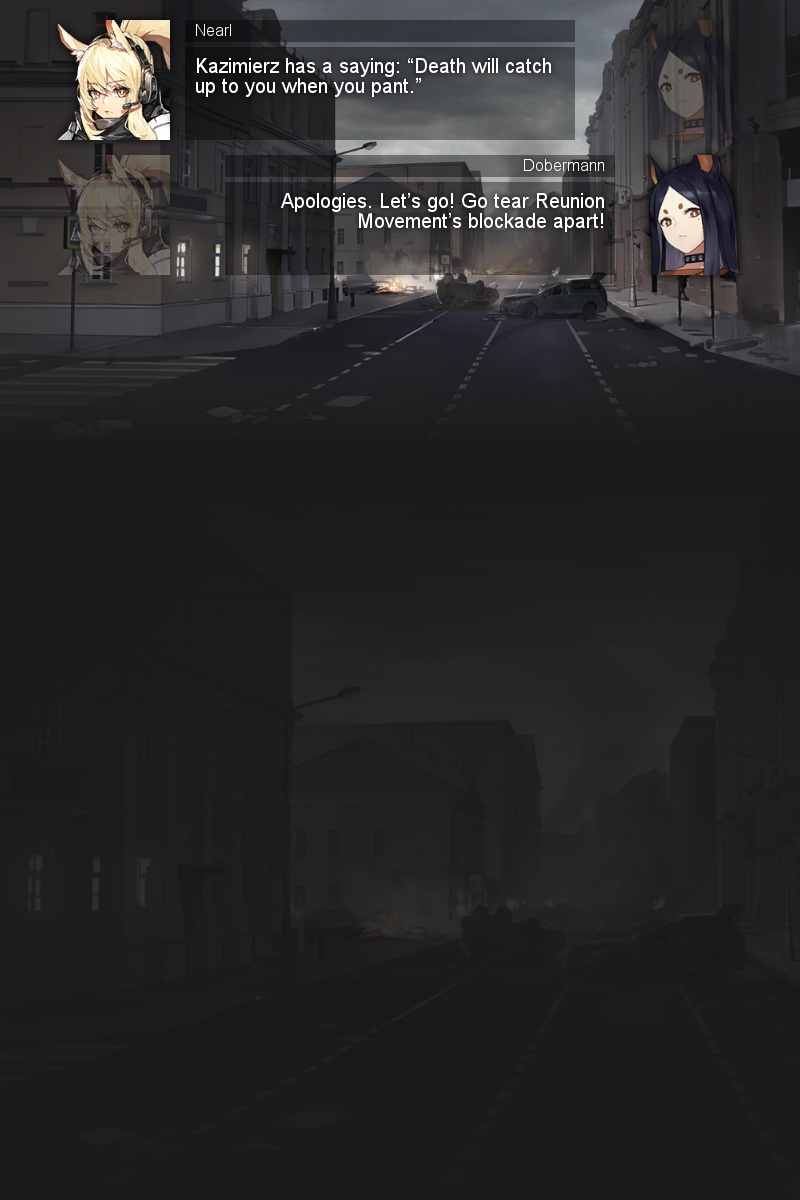 Nearl
Kazimierz has a saying: “Death will catch
up to you when you pant.”
Dobermann
Apologies. Let’s go! Go tear Reunion
Movement’s blockade apart!